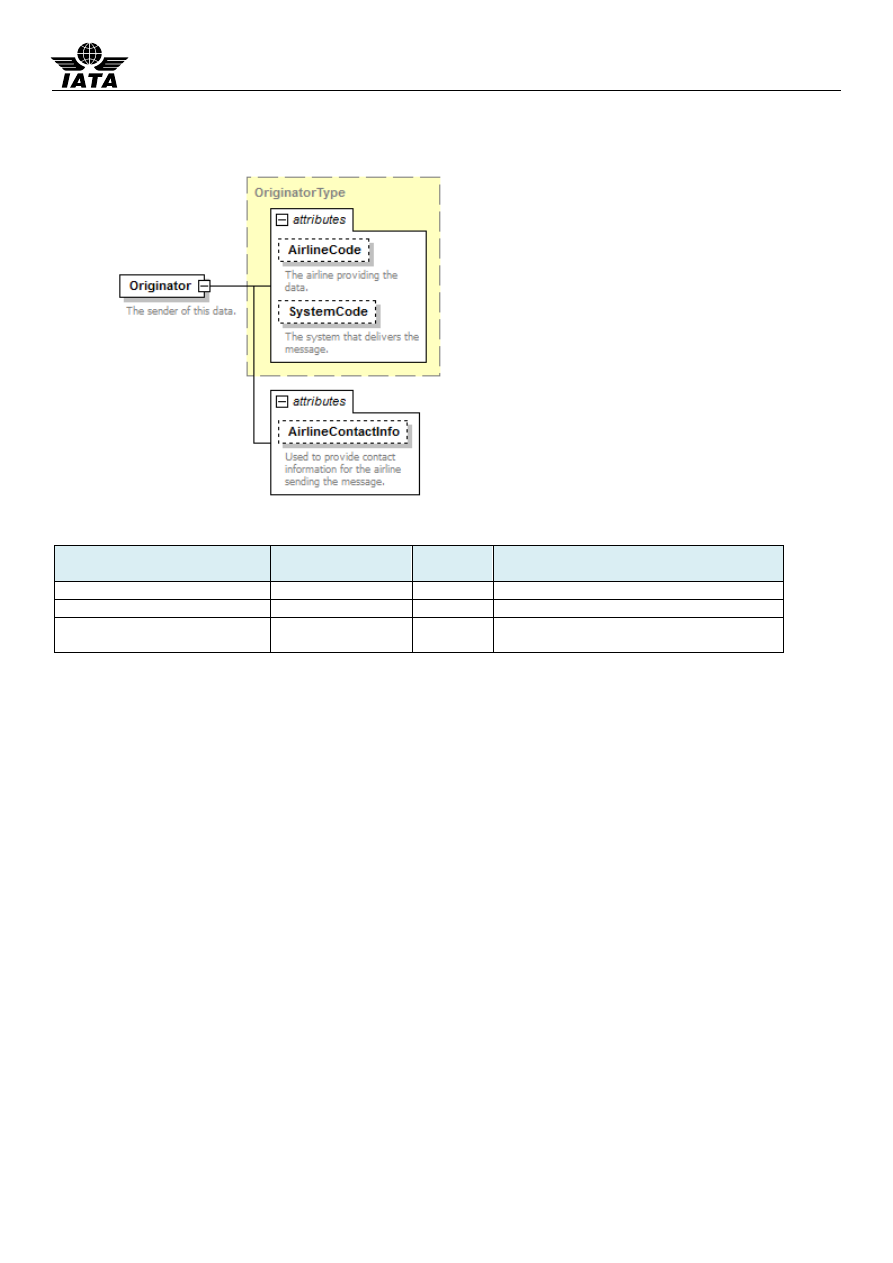 IATA
OriginatorType
attributes
AirlineCode
The airline providing the
data.
Originator
The sender of this data.
SystemCode
The system that delivers the
message.
attributes
AirlineContactInfo
Used to provide contact
information for the airline
sending the message.